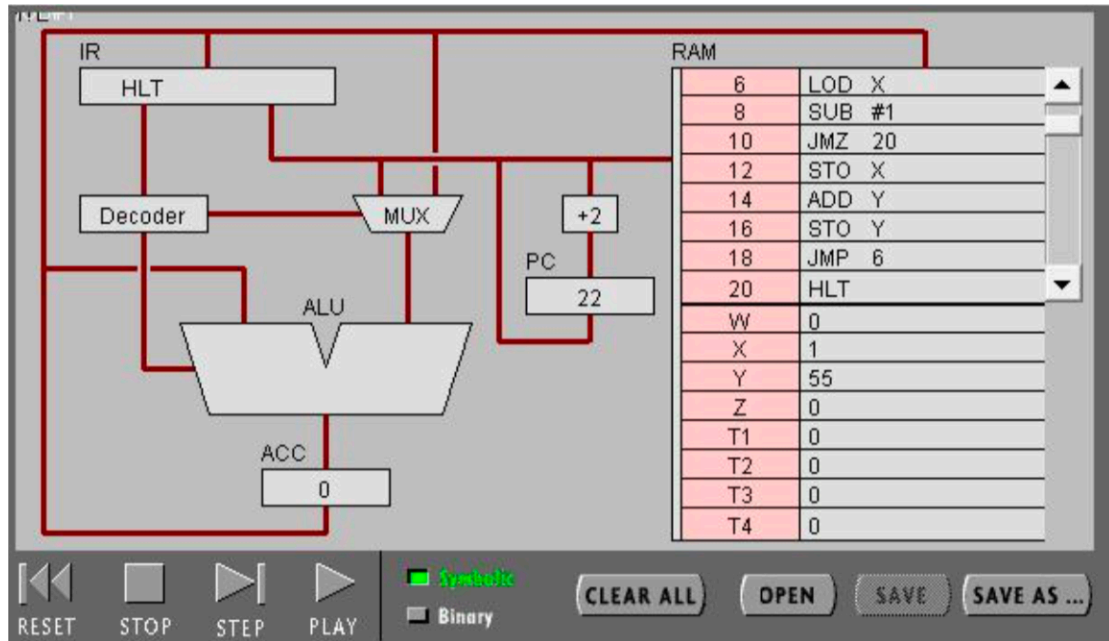 IR
RAM
HLT
6 LOD X
8 SUB #1
10 JMZ 20
12 STO X
14 ADD Y
16 STO Y
18 JMP 6
20 HLT
W 0
X 1
Y 55
Z 0
T1 0
T2 0
T3 0
T4 0
Decoder
MUX
+2
PC
22
ALU
ACC
0
RESET
STOP
STEP
PLAY
Symbolic
Binary
CLEAR ALL
OPEN
SAVE
SAVE AS ...